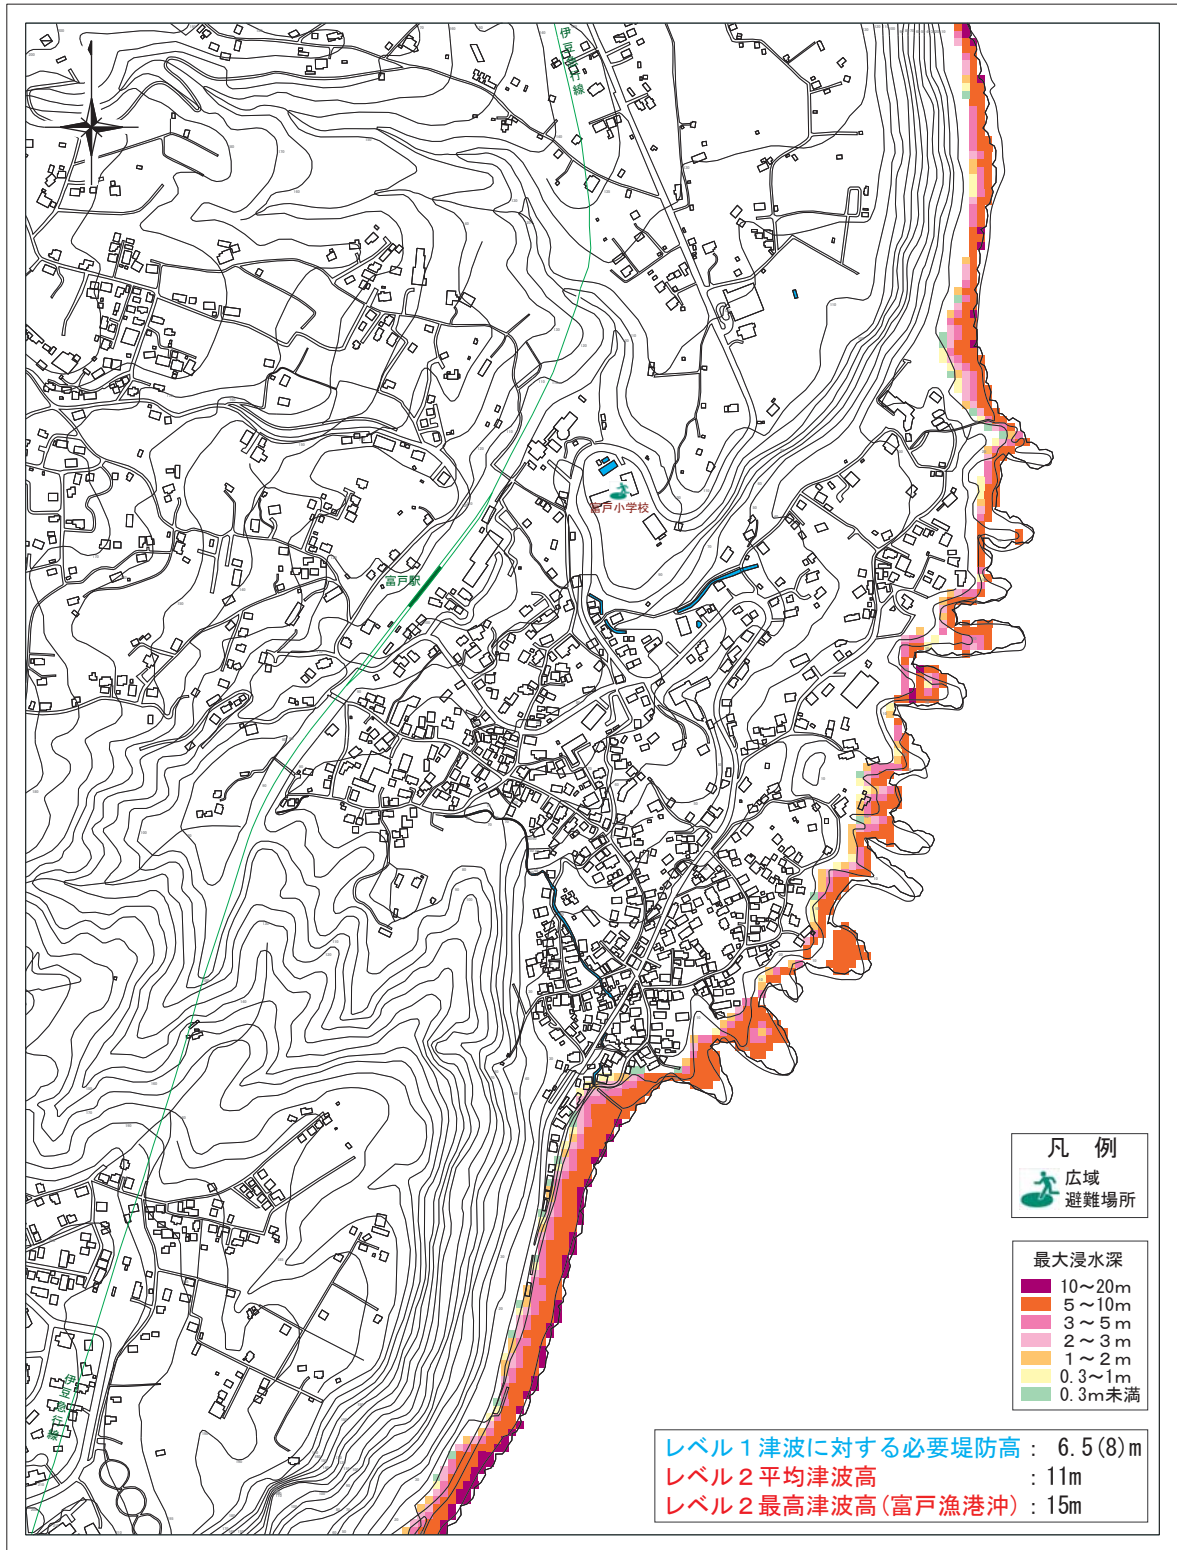 伊豆急行線
富戸小学校
富戸駅
伊豆急行線
凡 例
広域
避難場所
最大浸水深
10～20m
5～10m
3～5m
2～3m
1～2m
0.3～1m
0.3m未満
レベル1津波に対する必要堤防高： 6.5(8)m
レベル2平均津波高 ：11m
レベル2最高津波高(富戸漁港沖)：15m